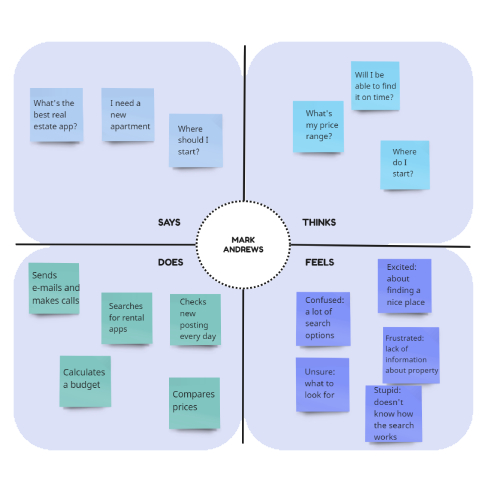 What's the
best real
estate app?
I need a
new
apartment
Where
should I
start?
Will I be
able to find
it on time?
What's
my price
range?
Where
do I
start?
SAYS
THINKS
MARK
ANDREWS
DOES
FEELS
Sends
e-mails and
makes calls
Searches
for rental
apps
Checks
new
posting
every day
Calculates
a budget
Compares
prices
Excited:
about
finding a
nice place
Confused:
a lot of
search
options
Frustrated:
lack of
information
about property
Unsure:
what to
look for
Stupid:
doesn't
know how
the search
works